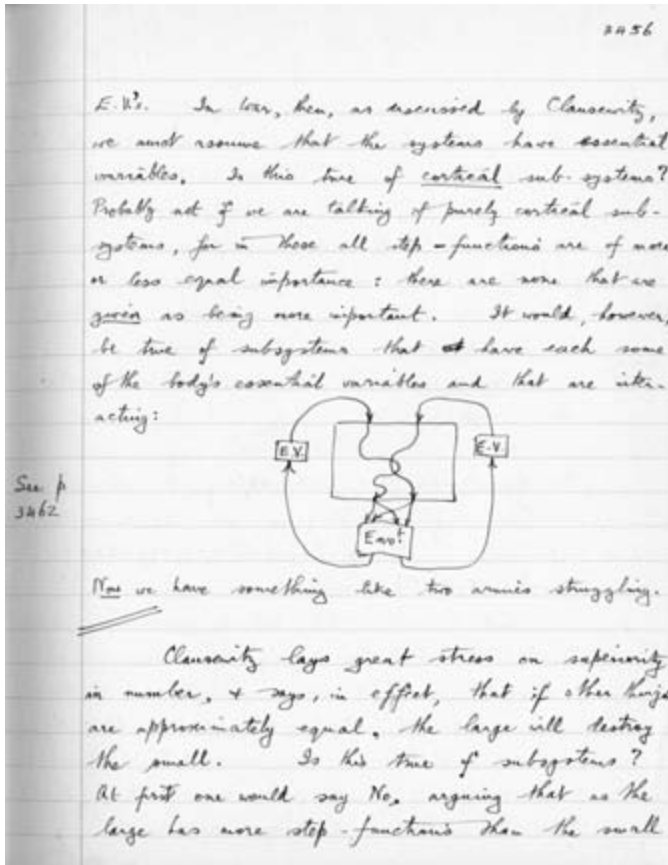 3456
E.V's. In War, then, as discussed by Clausewitz,
we must assume that the systems have essential
variables. Is this true of cortical sub-systems?
Probably not if we are talking of purely cortical sub-
systems, for in these all step-functions are of more
or less equal importance: there are none that are
given as being more important. It would, however,
be true of subsystems that have each some
of the body's essential variables and that are inter-
acting:
E.V.
E.V.
Envt
See p
3462
Now we have something like two armies struggling.
Clausewitz lays great stress on superiority
in number, & says, in effect, that if other things
are approximately equal, the large will destroy
the small. Is this true of subsystems?
At first one would say No, arguing that as the
large has more step-functions than the small